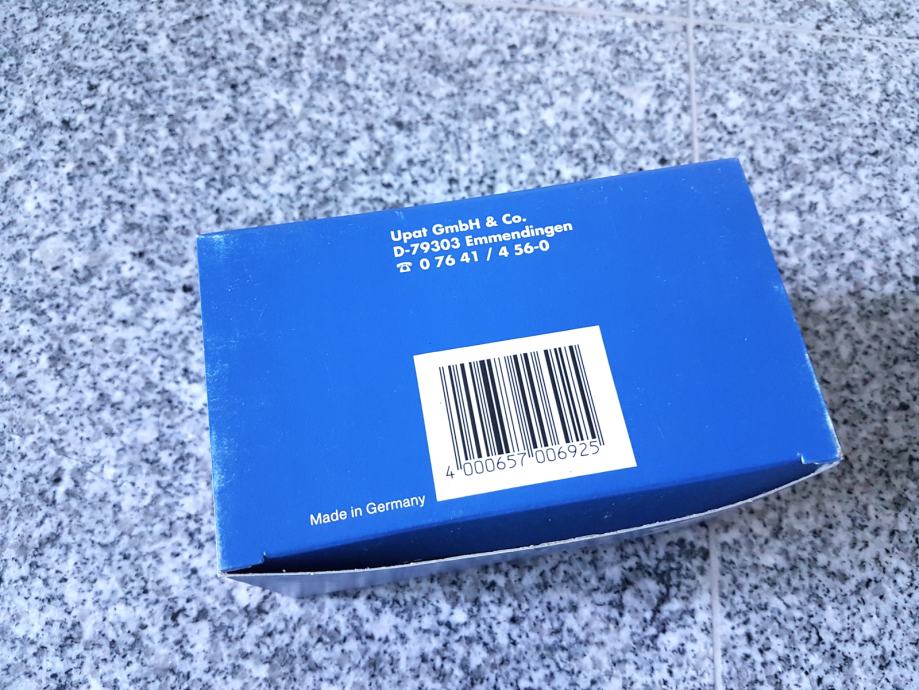 Upat GmbH & Co.
D-79303 Emmendingen
☎ 0 76 41 / 4 56-0
4 000657 006925
Made in Germany